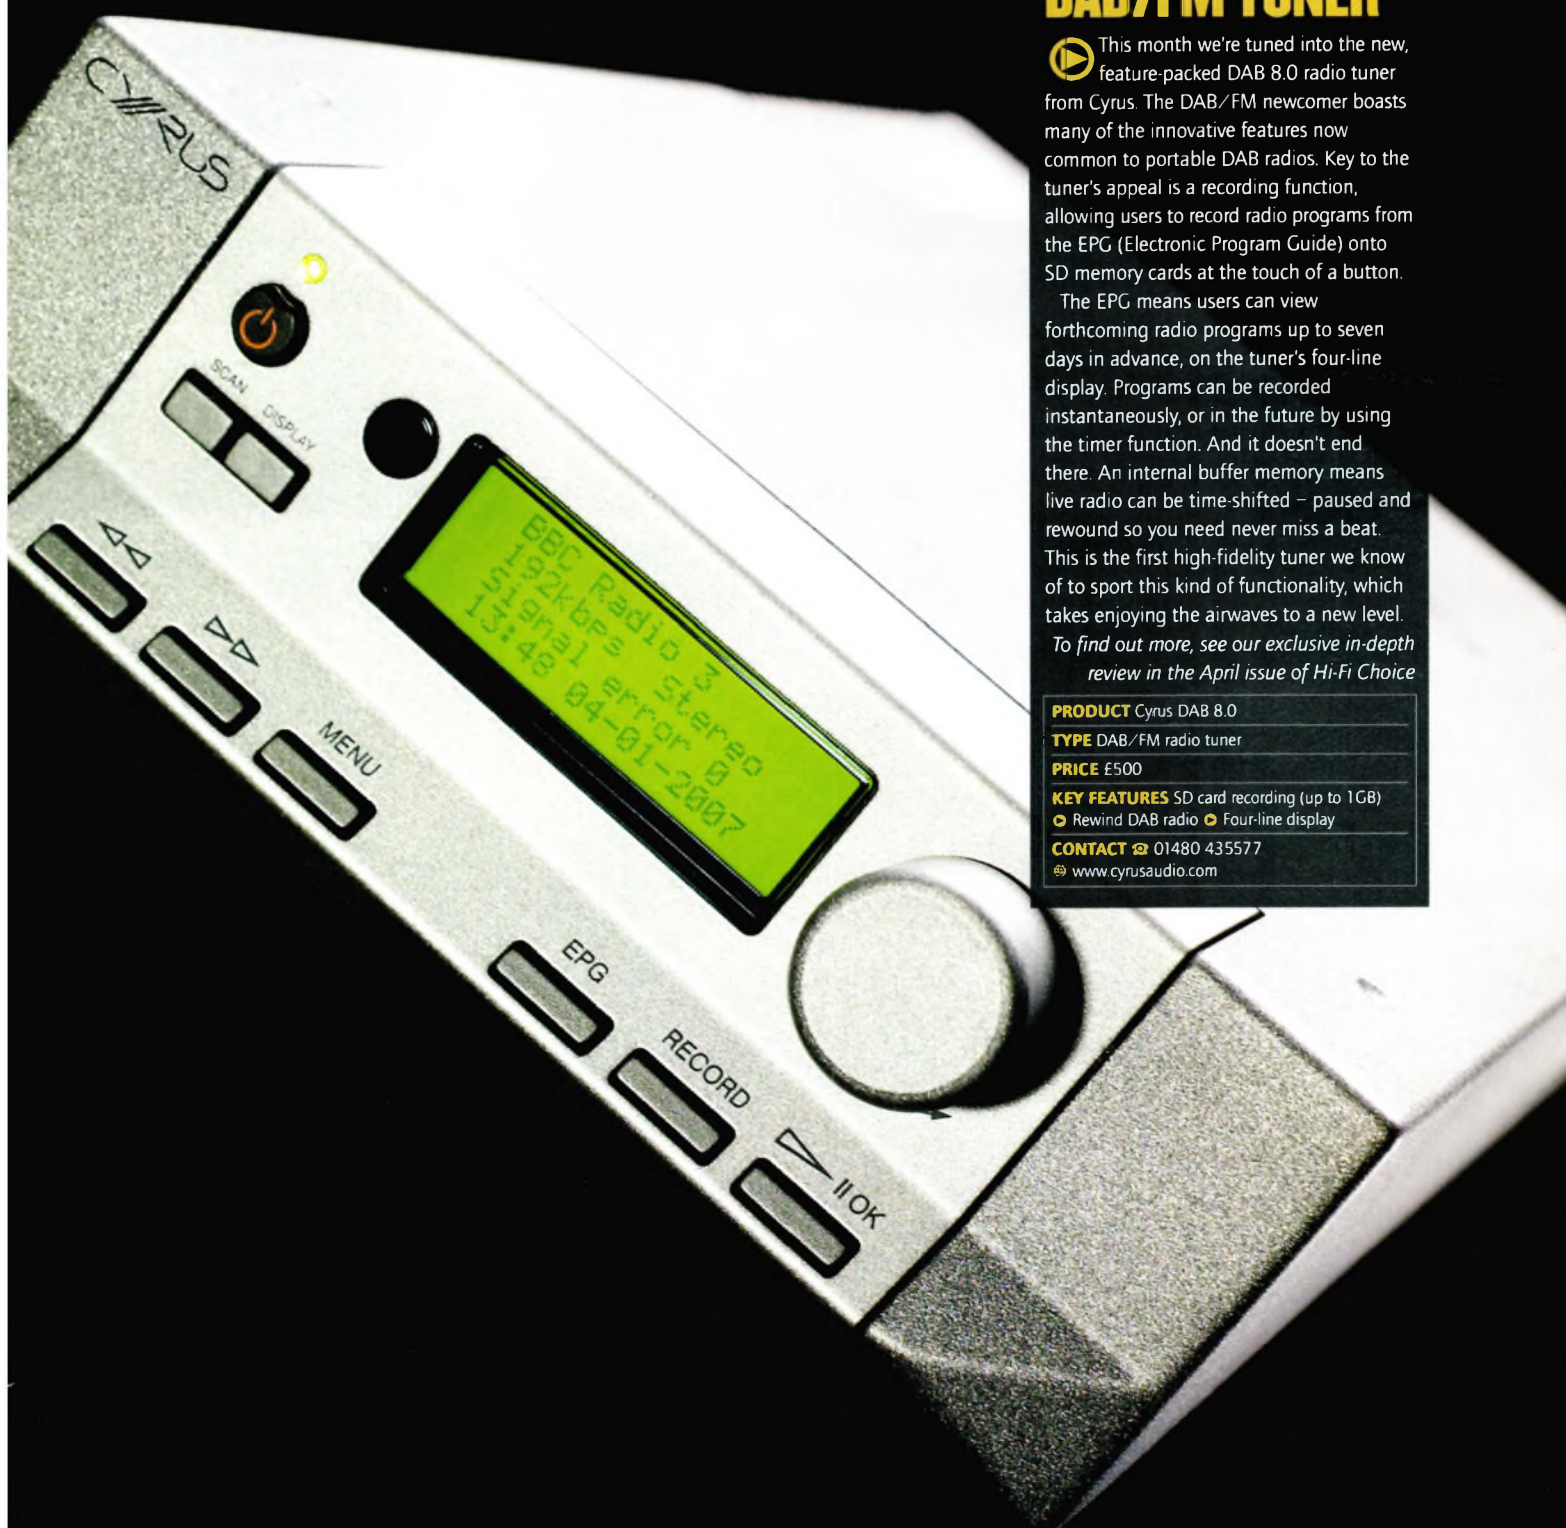 DAB/FM TUNER
This month we're tuned into the new,
feature-packed DAB 8.0 radio tuner
from Cyrus. The DAB/FM newcomer boasts
many of the innovative features now
common to portable DAB radios. Key to the
tuner's appeal is a recording function,
allowing users to record radio programs from
the EPG (Electronic Program Guide) onto
SD memory cards at the touch of a button.
The EPG means users can view
forthcoming radio programs up to seven
days in advance, on the tuner's four-line
display. Programs can be recorded
instantaneously, or in the future by using
the timer function. And it doesn't end
there. An internal buffer memory means
live radio can be time-shifted – paused and
rewound so you need never miss a beat.
This is the first high-fidelity tuner we know
of to sport this kind of functionality, which
takes enjoying the airwaves to a new level.
To find out more, see our exclusive in-depth
review in the April issue of Hi-Fi Choice
PRODUCT Cyrus DAB 8.0
TYPE DAB/FM radio tuner
PRICE £500
KEY FEATURES SD card recording (up to 1GB)
Rewind DAB radio Four-line display
CONTACT 01480 435577
www.cyrusaudio.com
CYRUS
SCAN DISPLAY
BBC Radio 3
192kbps Stereo
Signal error 0
13:48 04-01-2007
MENU
EPG
RECORD
II OK